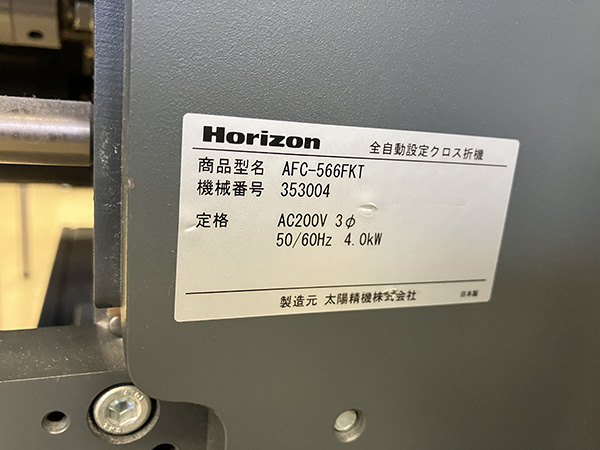 Horizon 全自動設定クロス折機
商品型名 AFC-566FKT
機械番号 353004
定格 AC200V 3φ
50/60Hz 4.0kW
製造元 太陽精機株式会社 日本製